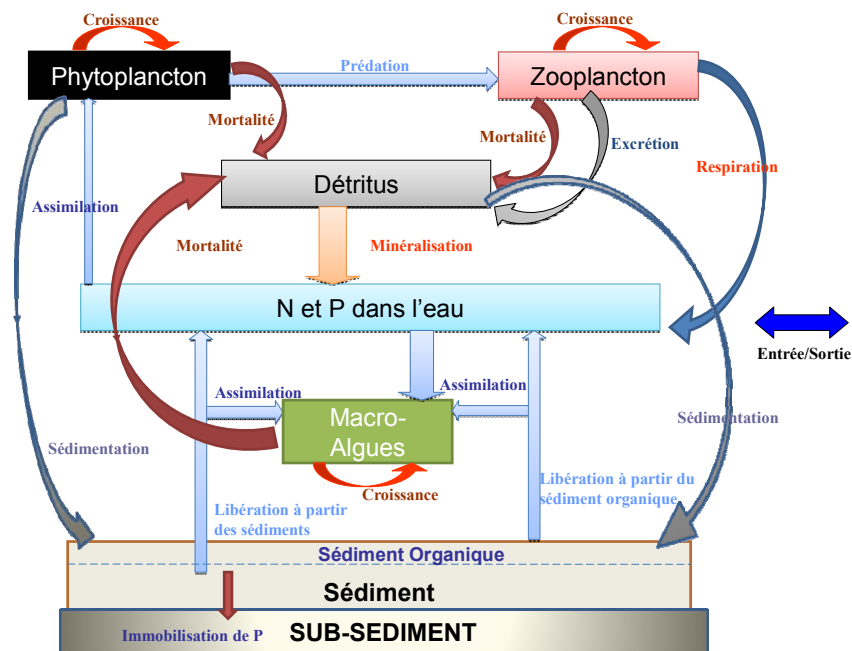 Croissance
Croissance
Phytoplancton
Prédation
Zooplancton
Mortalité
Mortalité
Excrétion
Respiration
Détritus
Assimilation
Mortalité
Minéralisation
N et P dans l'eau
Entrée/Sortie
Assimilation
Assimilation
Macro-
Algues
Sédimentation
Sédimentation
Croissance
Libération à partir
des sédiments
Libération à partir du
sédiment organique
Sédiment Organique
Sédiment
Immobilisation de P
SUB-SEDIMENT